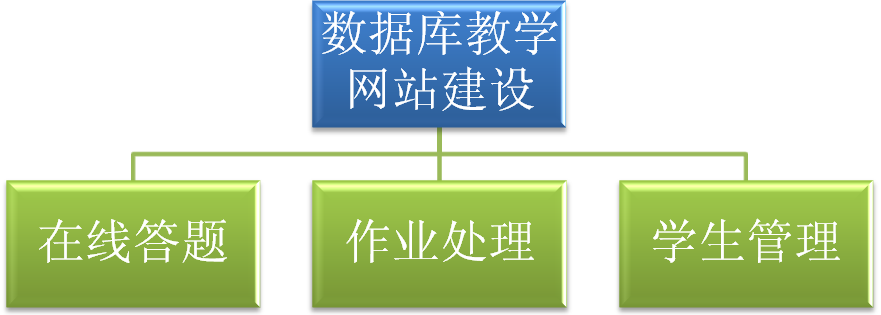 数据库教学
网站建设
在线答题
作业处理
学生管理